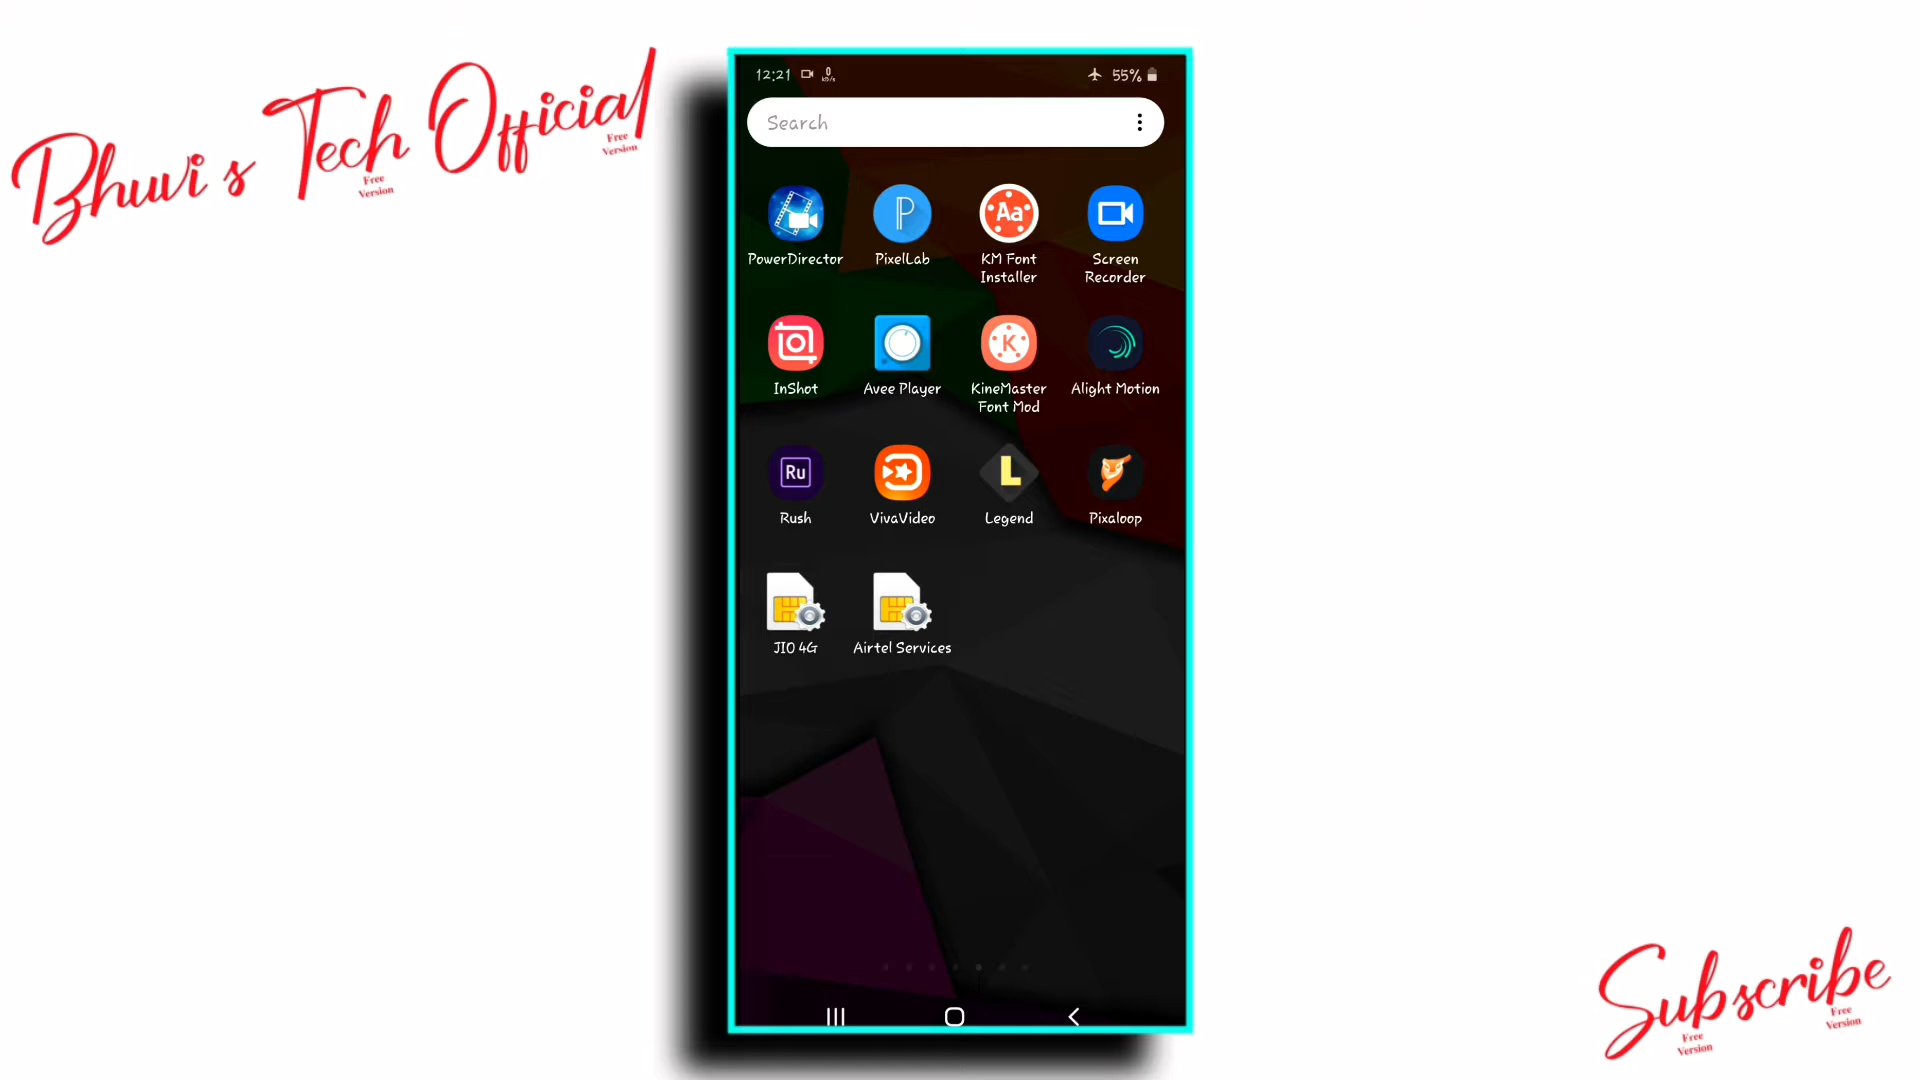 Bhuvi s Tech Official
Free
Version
Free
Version
12:21 0 KB/s 55%
Search
PowerDirector PixelLab KM Font Installer Screen Recorder
InShot Avee Player KineMaster Font Mod Alight Motion
Rush VivaVideo Legend Pixaloop
JIO 4G Airtel Services
Subscribe
Free
Version
Free
Version